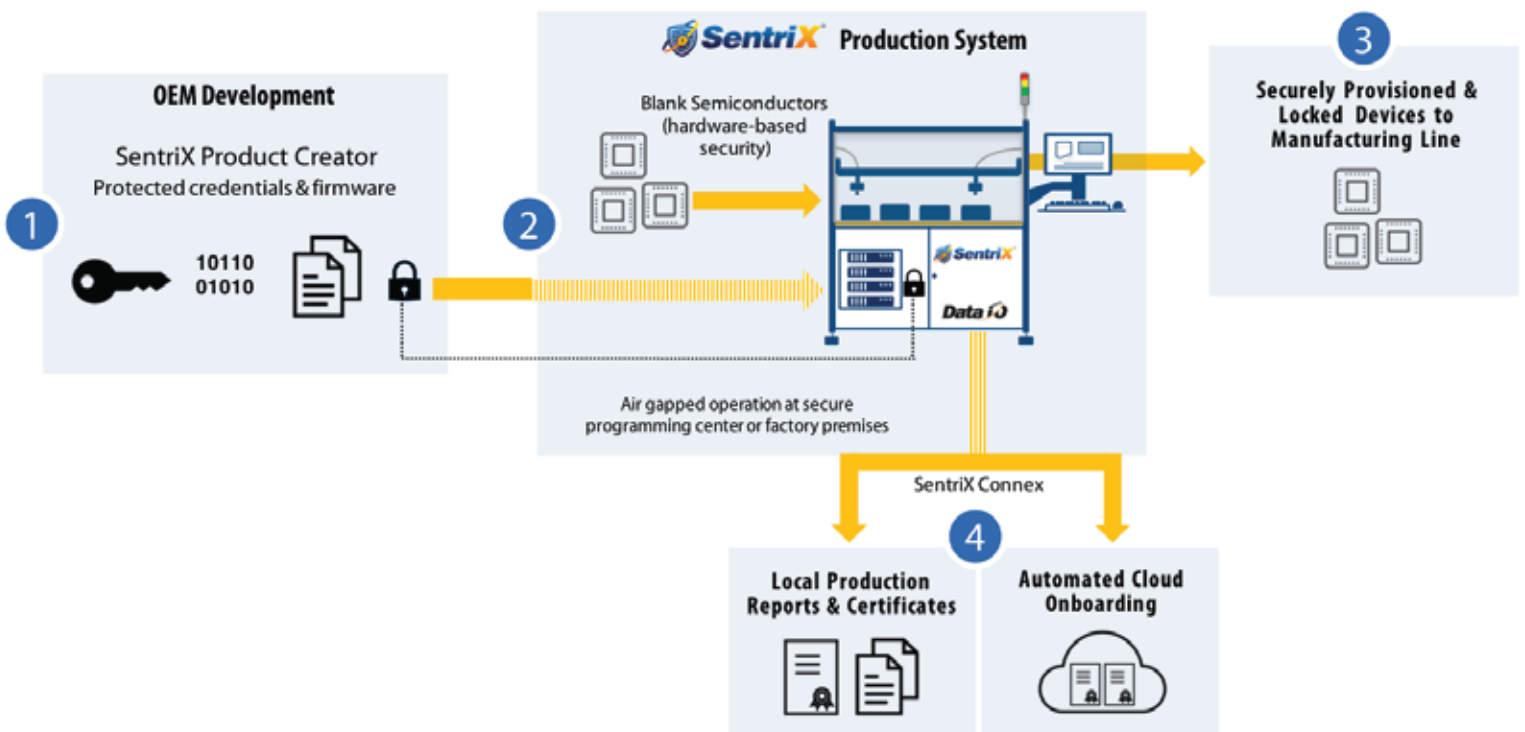 1
OEM Development
SentriX Product Creator
Protected credentials & firmware
10110
01010
2
SentriX® Production System
Blank Semiconductors
(hardware-based
security)
SentriX
Data iO
Air gapped operation at secure
programming center or factory premises
3
Securely Provisioned &
Locked Devices to
Manufacturing Line
SentriX Connex
4
Local Production
Reports & Certificates
Automated Cloud
Onboarding